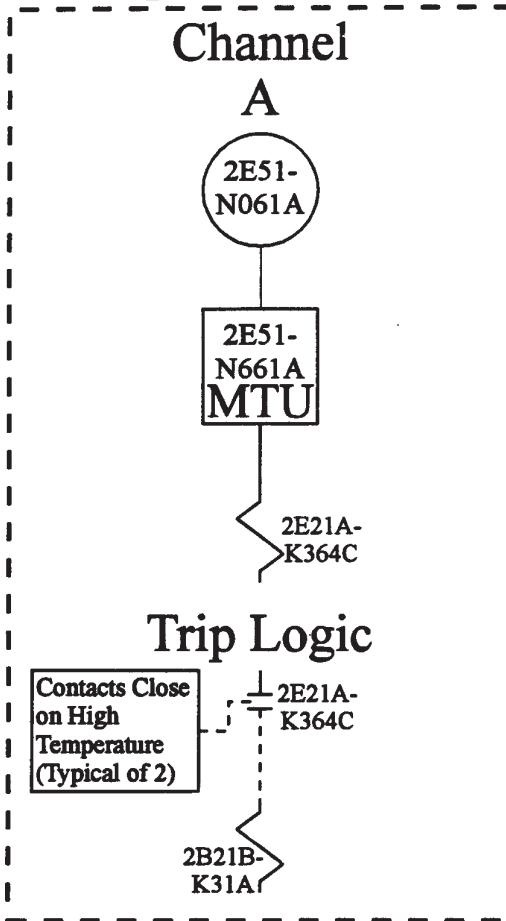 Channel
A
2E51-
N061A
2E51-
N661A
MTU
2E21A-
K364C
Trip Logic
Contacts Close
on High
Temperature
(Typical of 2)
2E21A-
K364C
2B21B-
K31A